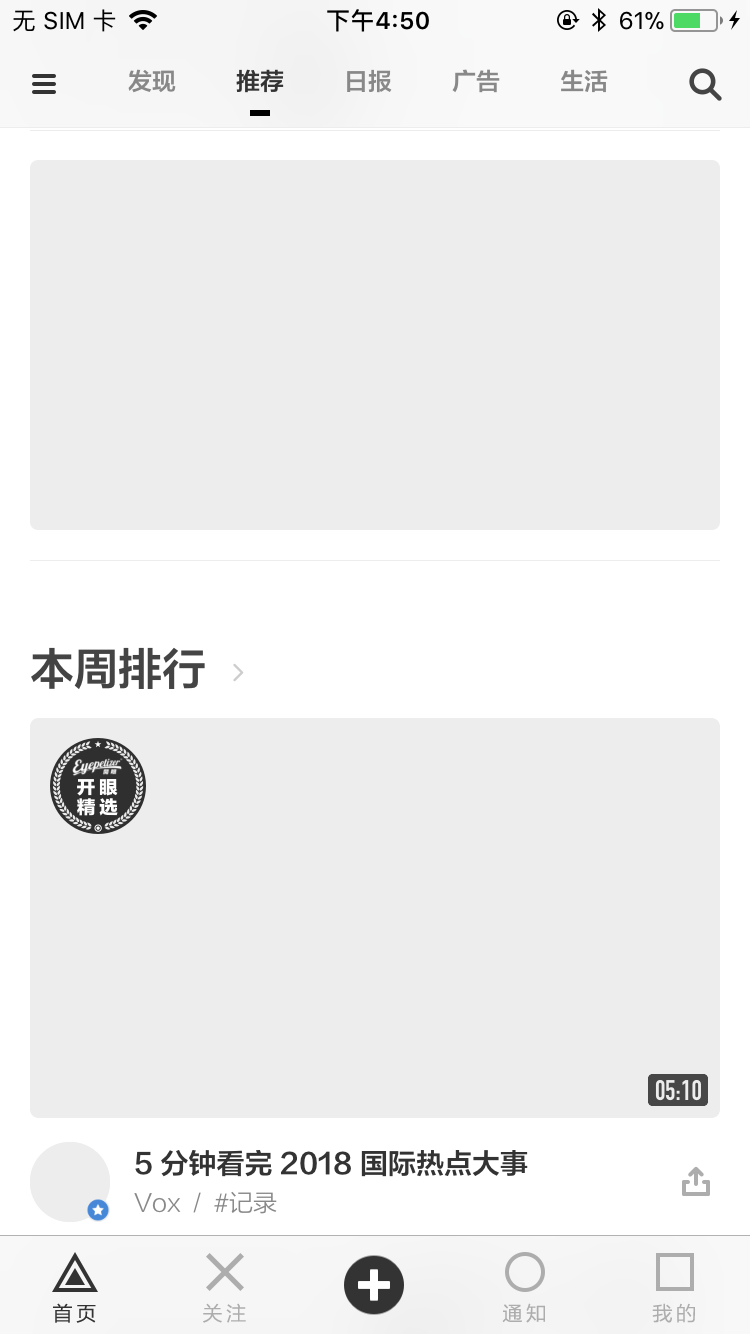 无 SIM 卡 下午4:50 61%
发现 推荐 日报 广告 生活
本周排行
Eyepetizer
开眼
精选
05:10
5 分钟看完 2018 国际热点大事
Vox / #记录
首页 关注 通知 我的